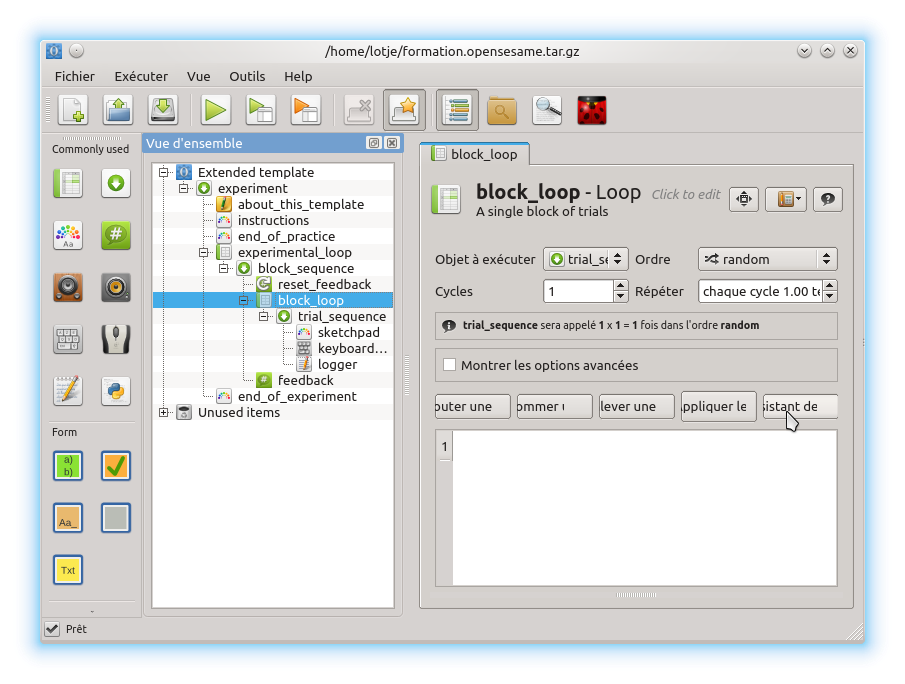 /home/lotje/formation.opensesame.tar.gz
Fichier Exécuter Vue Outils Help
Commonly used
Aa
#
Form
a)
b)
Aa_
Txt
Vue d'ensemble
Extended template
experiment
about_this_template
instructions
end_of_practice
experimental_loop
block_sequence
reset_feedback
block_loop
trial_sequence
sketchpad
keyboard...
logger
feedback
end_of_experiment
Unused items
block_loop
block_loop - Loop Click to edit
A single block of trials
Objet à exécuter trial_se Ordre random
Cycles 1 Répéter chaque cycle 1.00 te
trial_sequence sera appelé 1 x 1 = 1 fois dans l'ordre random
Montrer les options avancées
outer une ommer lever une ppliquer le sistant de
1
Prêt